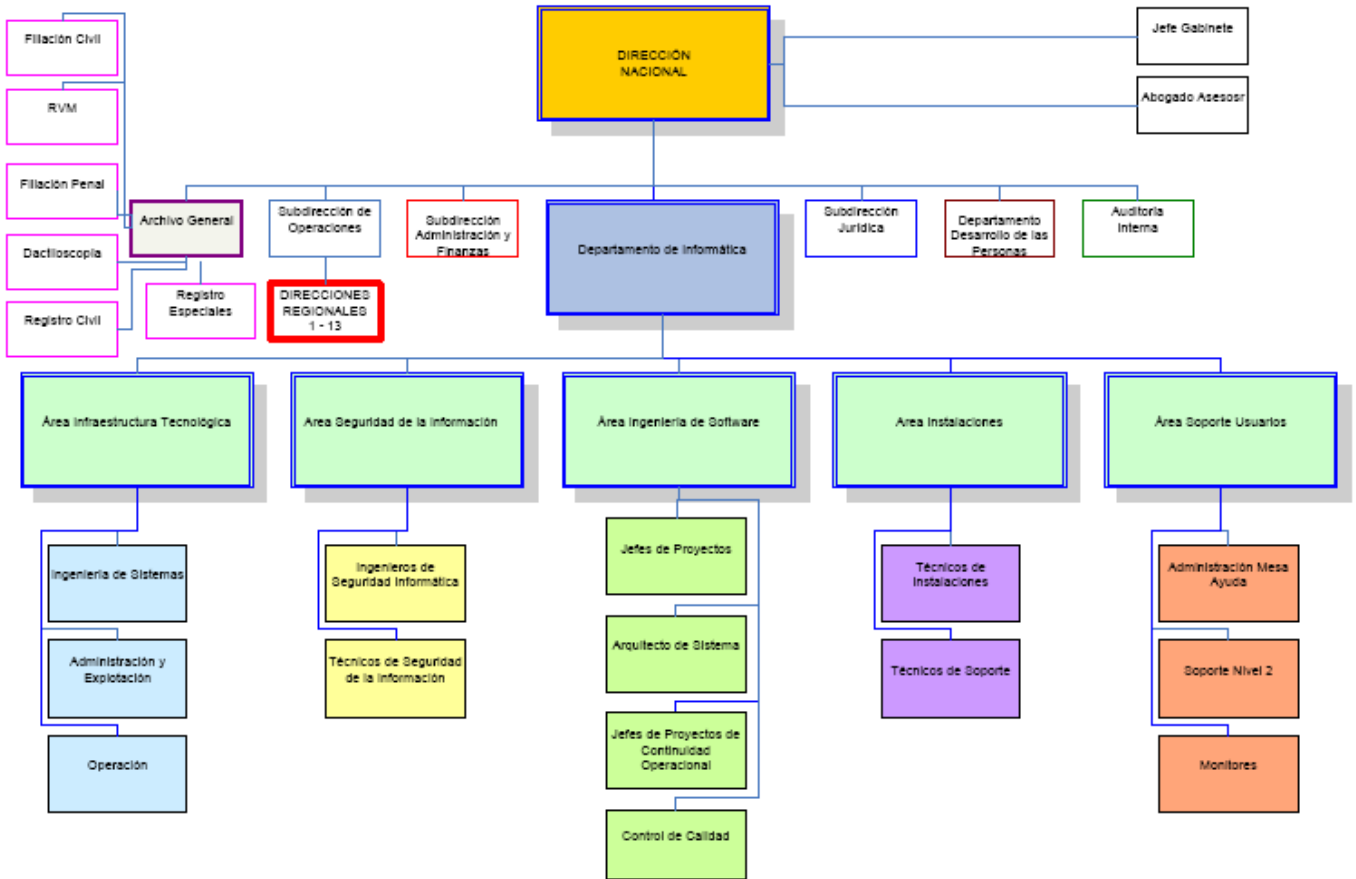 Filiación Civil
RVM
Filiación Penal
Dactiloscopía
Registro Civil
DIRECCIÓN
NACIONAL
Jefe Gabinete
Abogado Asesosr
Archivo General
Registro
Especiales
Subdirección de
Operaciones
DIRECCIONES
REGIONALES
1 - 13
Subdirección
Administración y
Finanzas
Departamento de Informática
Subdirección
Jurídica
Departamento
Desarrollo de las
Personas
Auditoría
Interna
Área Infraestructura Tecnológica
Area Seguridad de la Información
Área Ingeniería de Software
Area Instalaciones
Área Soporte Usuarios
Ingeniería de Sistemas
Administración y
Explotación
Operación
Ingenieros de
Seguridad Informática
Técnicos de Seguridad
de la Información
Jefes de Proyectos
Arquitecto de Sistema
Jefes de Proyectos de
Continuidad
Operacional
Control de Calidad
Técnicos de
Instalaciones
Técnicos de Soporte
Administración Mesa
Ayuda
Soporte Nivel 2
Monitores